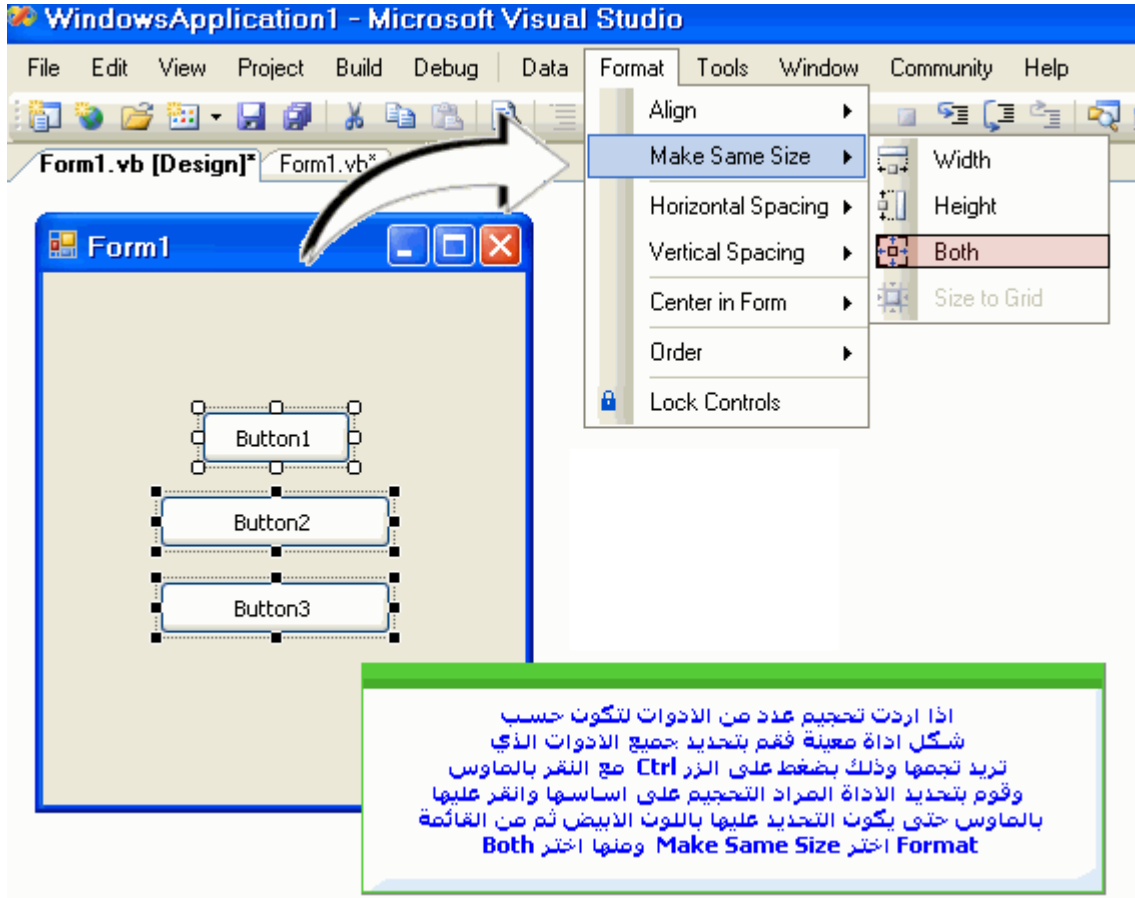 WindowsApplication1 - Microsoft Visual Studio
File Edit View Project Build Debug Data Format Tools Window Community Help
Form1.vb [Design]* Form1.vb*
Align
Make Same Size
Horizontal Spacing
Vertical Spacing
Center in Form
Order
Lock Controls
Width
Height
Both
Size to Grid
Form1
Button1
Button2
Button3
اذا اردت تحجيم عدد من الادوات لتكون حسب
شكل اداة معينة فقم بتحديد جميع الادوات الذي
تريد تجمها وذلك بضغط على الزر Ctrl مع النقر بالماوس
وقوم بتحديد الاداة المراد التحجيم على اساسها وانقر عليها
بالماوس حتى يكون التحديد عليها باللون الابيض ثم من القائمة
Format اختر Make Same Size ومنها اختر Both